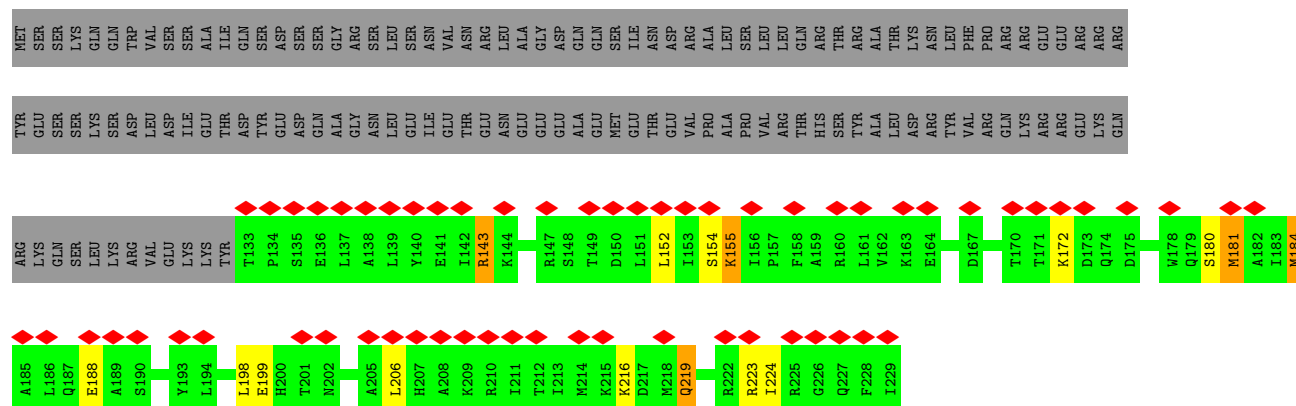 MET SER SER LYS GLN GLN TRP VAL SER SER ALA ILE GLN SER ASP SER SER GLY ARG SER LEU SER ASN VAL ASN ARG LEU ALA GLY ASP GLN GLN SER ILE ASN ASP ARG ALA LEU SER LEU LEU GLN ARG THR ARG ALA THR LYS ASN LEU PHE PRO ARG ARG GLU GLU ARG ARG ARG
TYR GLU SER SER LYS SER ASP LEU ASP ILE GLU THR ASP TYR GLU ASP GLN ALA GLY ASN LEU GLU ILE GLU THR GLU ASN GLU GLU GLU ALA GLU MET GLU THR GLU VAL PRO ALA PRO VAL ARG THR HIS SER TYR ALA LEU ASP ARG TYR VAL ARG GLN LYS ARG ARG GLU LYS GLN
ARG LYS GLN SER LEU LYS ARG VAL GLU LYS LYS TYR T133 P134 S135 E136 L137 A138 L139 Y140 E141 I142 R143 K144 R147 S148 T149 D150 L151 L152 I153 S154 K155 I156 P157 F158 A159 R160 L161 V162 K163 E164 D167 T170 T171 K172 D173 Q174 D175 W178 Q179 S180 M181 A182 I183 M184
A185 L186 Q187 E188 A189 S190 Y193 L194 L198 E199 H200 T201 N202 A205 L206 H207 A208 K209 R210 I211 T212 I213 M214 K215 K216 D217 M218 Q219 R222 R223 I224 R225 G226 Q227 F228 I229